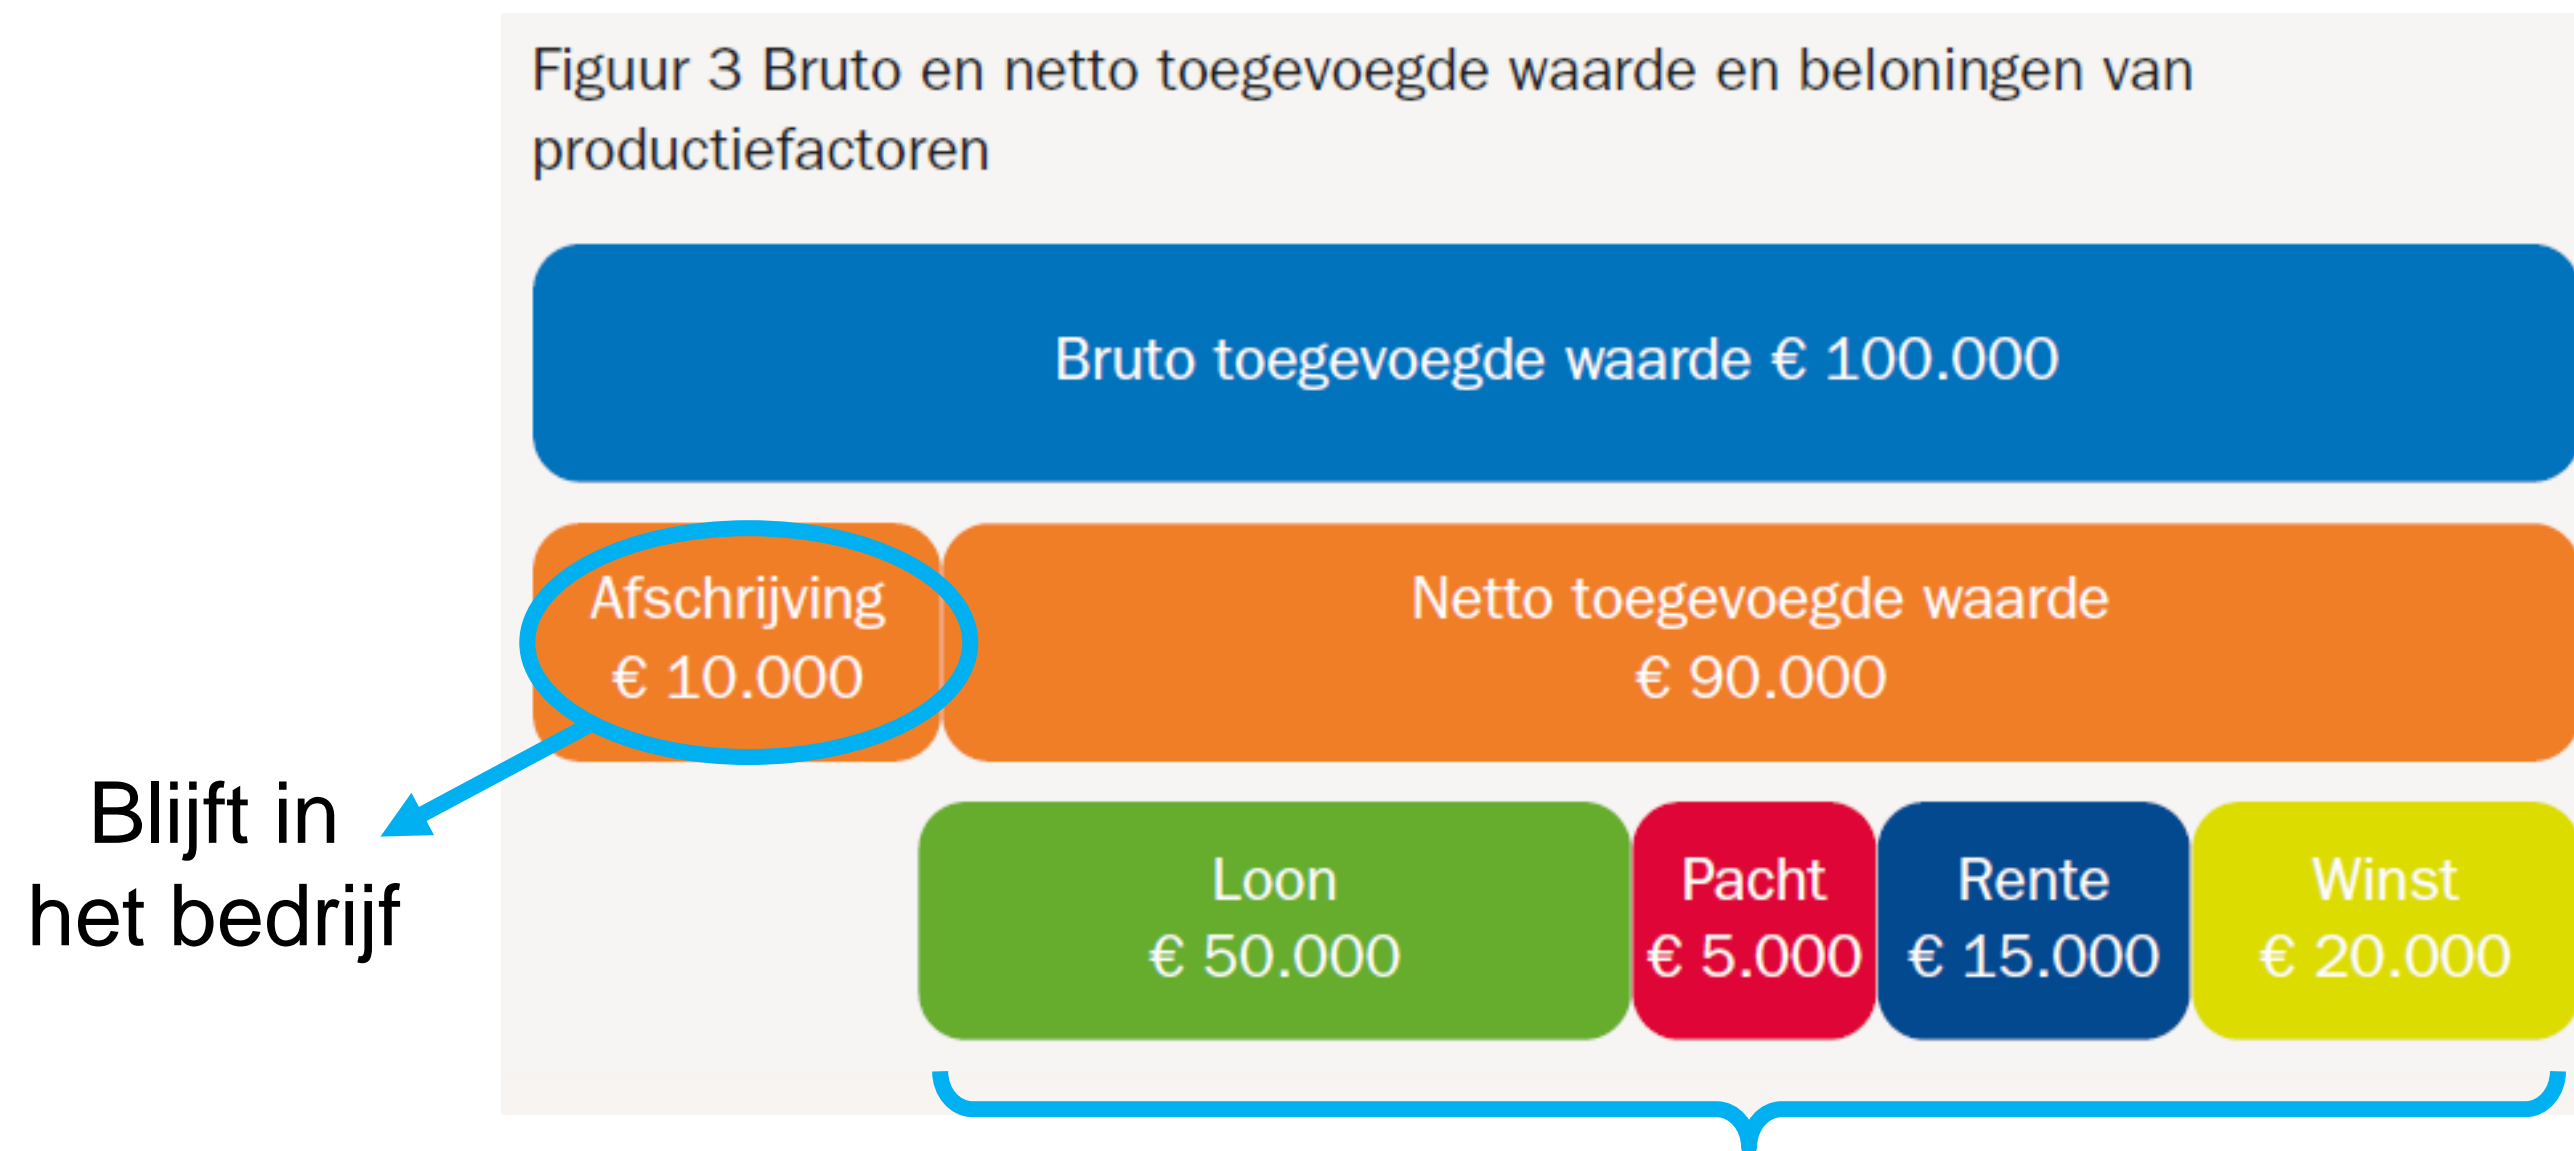 Figuur 3 Bruto en netto toegevoegde waarde en beloningen van
productiefactoren
Bruto toegevoegde waarde € 100.000
Afschrijving
€ 10.000
Netto toegevoegde waarde
€ 90.000
Blijft in
het bedrijf
Loon
€ 50.000
Pacht
€ 5.000
Rente
€ 15.000
Winst
€ 20.000